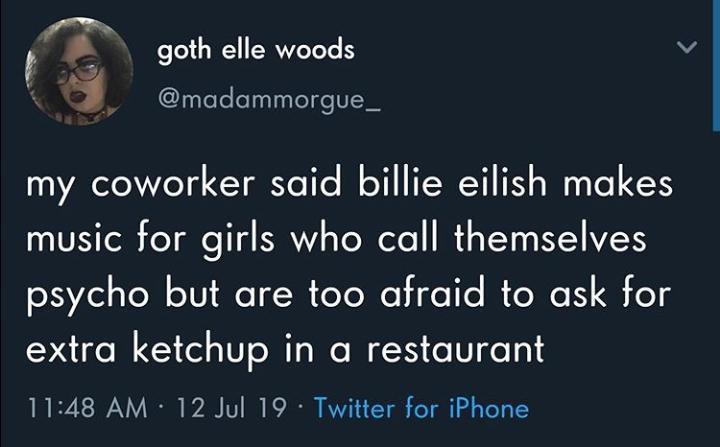 goth elle woods
@madammorgue_
my coworker said billie eilish makes
music for girls who call themselves
psycho but are too afraid to ask for
extra ketchup in a restaurant
11:48 AM · 12 Jul 19 · Twitter for iPhone